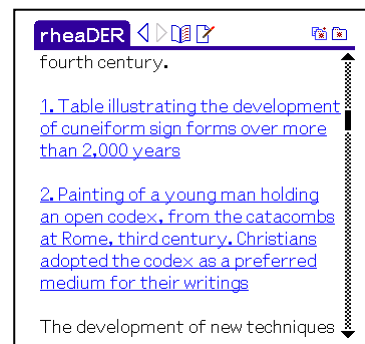 rheaDER
fourth century.
1. Table illustrating the development
of cuneiform sign forms over more
than 2,000 years
2. Painting of a young man holding
an open codex, from the catacombs
at Rome, third century. Christians
adopted the codex as a preferred
medium for their writings
The development of new techniques